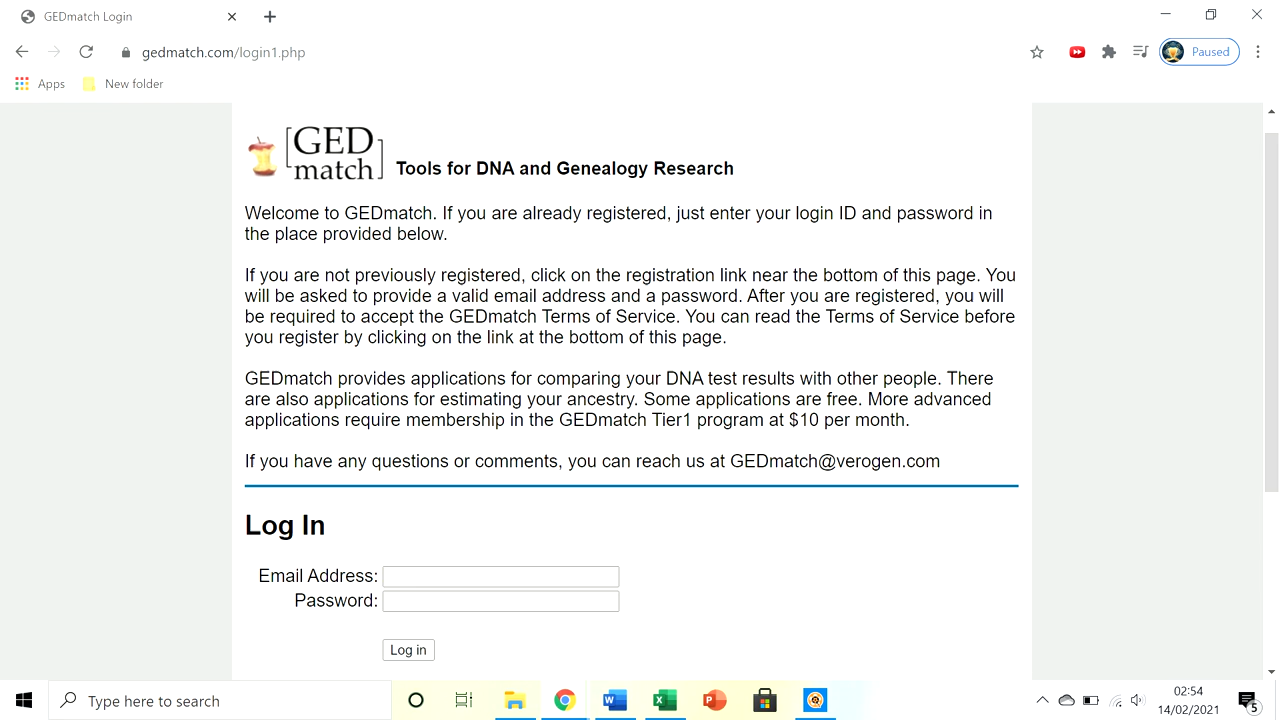 GEDmatch Login
gedmatch.com/login1.php
Paused
Apps
New folder
[GED
match]
Tools for DNA and Genealogy Research
Welcome to GEDmatch. If you are already registered, just enter your login ID and password in
the place provided below.
If you are not previously registered, click on the registration link near the bottom of this page. You
will be asked to provide a valid email address and a password. After you are registered, you will
be required to accept the GEDmatch Terms of Service. You can read the Terms of Service before
you register by clicking on the link at the bottom of this page.
GEDmatch provides applications for comparing your DNA test results with other people. There
are also applications for estimating your ancestry. Some applications are free. More advanced
applications require membership in the GEDmatch Tier1 program at $10 per month.
If you have any questions or comments, you can reach us at GEDmatch@verogen.com
Log In
Email Address:
Password:
Log in
Type here to search
02:54
14/02/2021
5